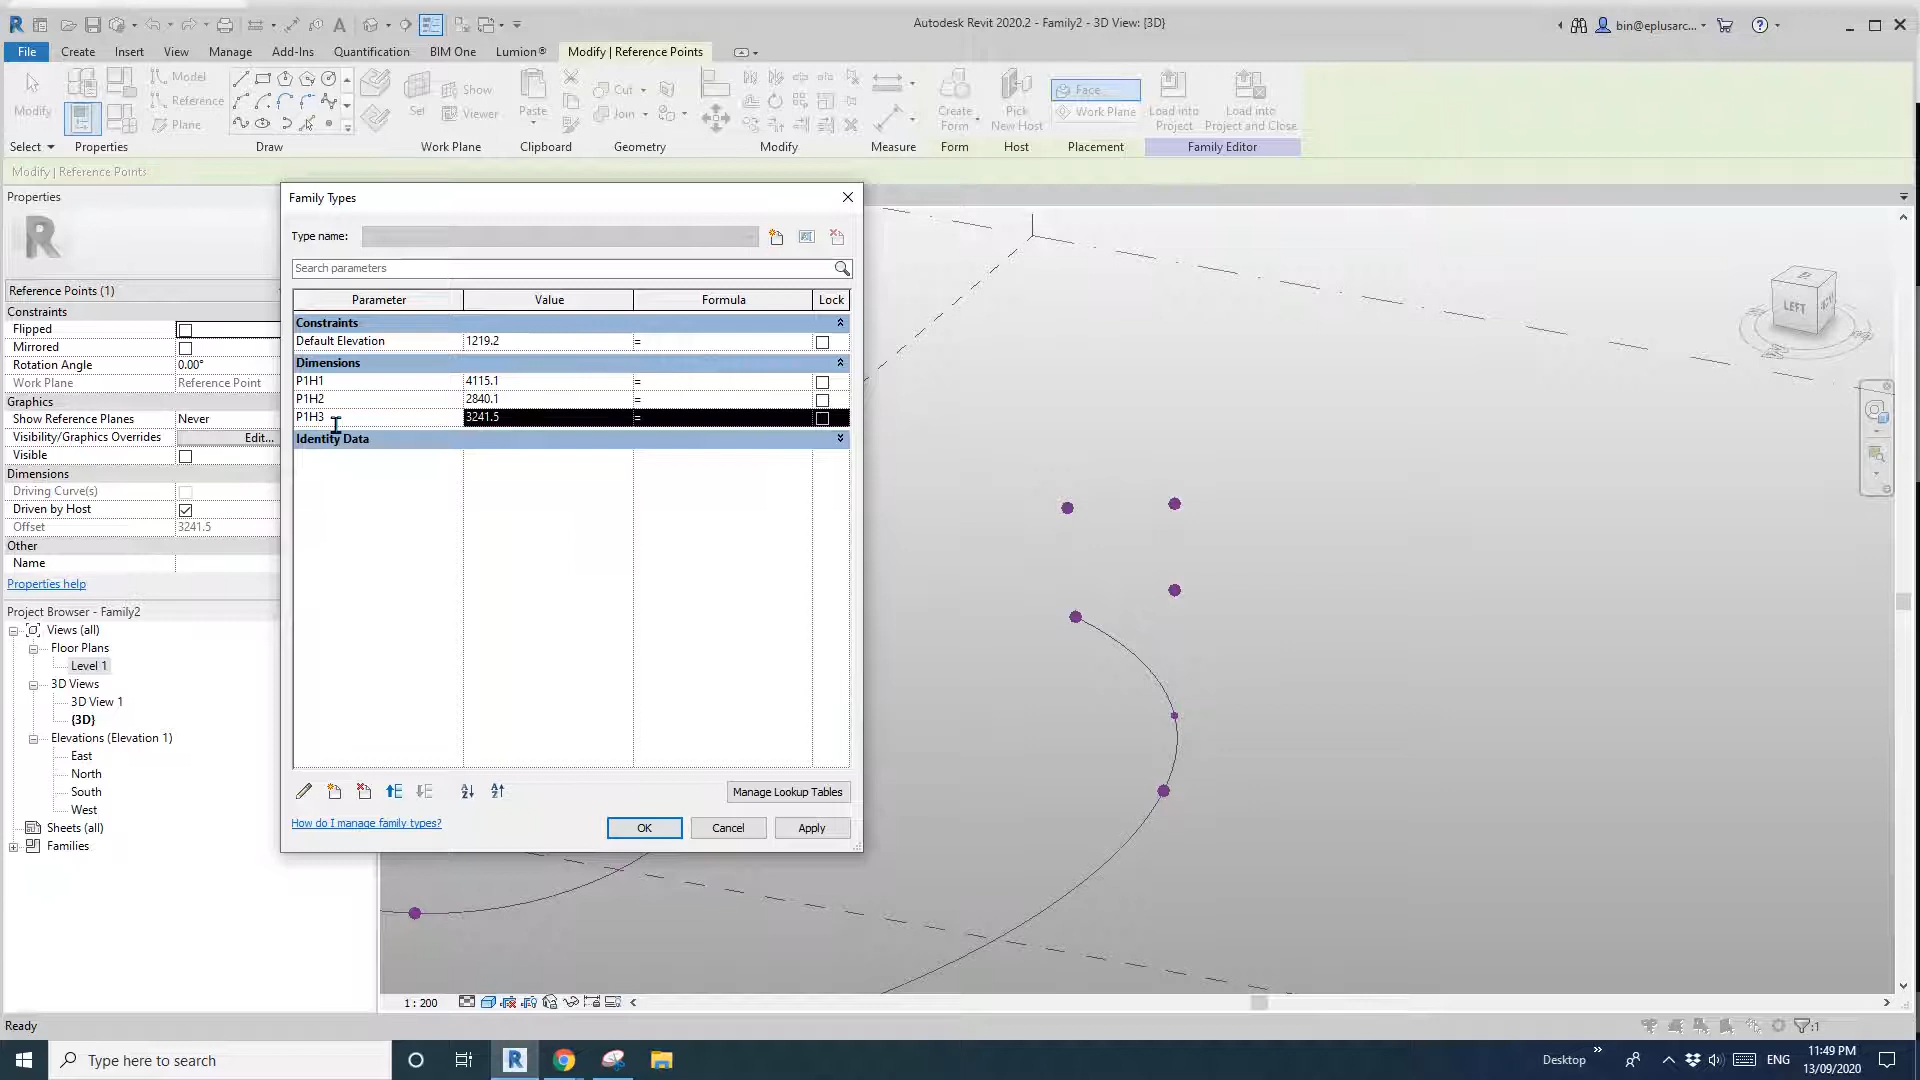 Autodesk Revit 2020.2 - Family2 - 3D View: {3D}
bin@eplusarc...
File Create Insert View Manage Add-Ins Quantification BIM One Lumion® Modify | Reference Points
Modify
Model
Reference
Plane
Set
Show
Viewer
Paste
Cut
Join
Create Form
Pick New Host
Face
Work Plane
Load into Project
Load into Project and Close
Select Properties Draw Work Plane Clipboard Geometry Modify Measure Form Host Placement Family Editor
Modify | Reference Points
Properties
R
Reference Points (1)
Constraints
Flipped
Mirrored
Rotation Angle 0.00°
Work Plane Reference Point
Graphics
Show Reference Planes Never
Visibility/Graphics Overrides Edit...
Visible
Dimensions
Driving Curve(s)
Driven by Host
Offset 3241.5
Other
Name
Properties help
Project Browser - Family2
Views (all)
Floor Plans
Level 1
3D Views
3D View 1
{3D}
Elevations (Elevation 1)
East
North
South
West
Sheets (all)
Families
Family Types
Type name:
Search parameters
Parameter Value Formula Lock
Constraints
Default Elevation 1219.2 =
Dimensions
P1H1 4115.1 =
P1H2 2840.1 =
P1H3 3241.5 =
Identity Data
Manage Lookup Tables
How do I manage family types?
OK Cancel Apply
LEFT
1 : 200
Ready
:1
Type here to search
Desktop
ENG
11:49 PM
13/09/2020